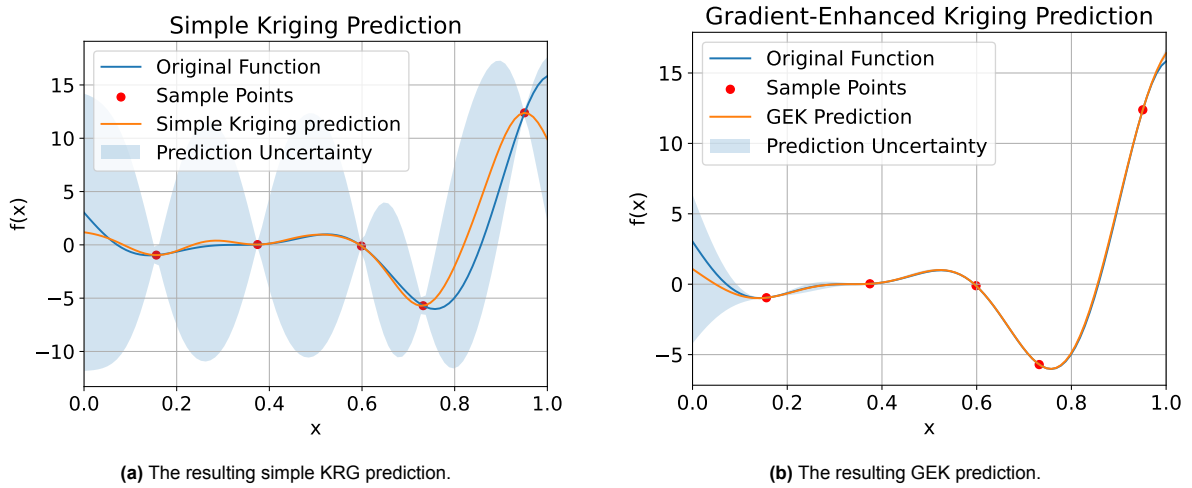 Simple Kriging Prediction
Original Function
Sample Points
Simple Kriging prediction
Prediction Uncertainty
15
10
5
0
−5
−10
f(x)
0.0 0.2 0.4 0.6 0.8 1.0
x
(a) The resulting simple KRG prediction.
Gradient-Enhanced Kriging Prediction
Original Function
Sample Points
GEK Prediction
Prediction Uncertainty
15
10
5
0
−5
f(x)
0.0 0.2 0.4 0.6 0.8 1.0
x
(b) The resulting GEK prediction.